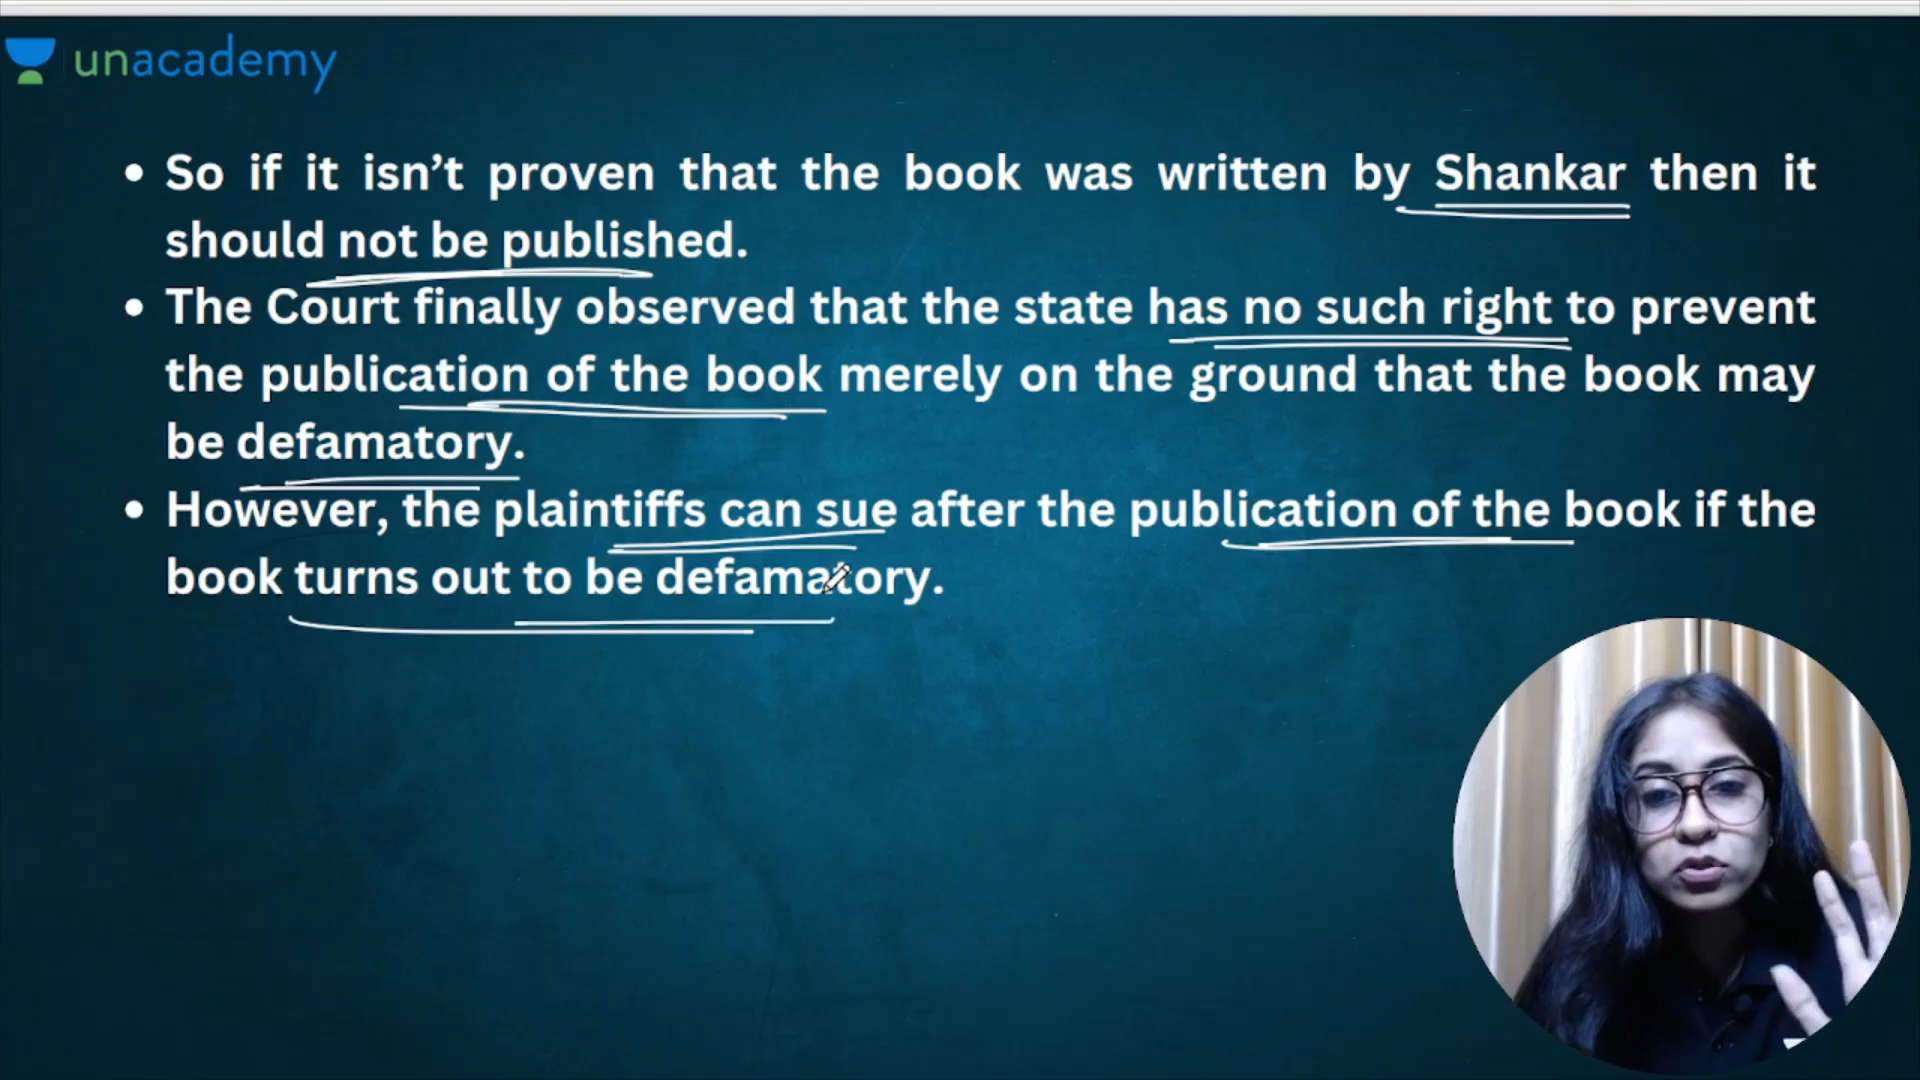 unacademy
So if it isn’t proven that the book was written by Shankar then it
should not be published.
The Court finally observed that the state has no such right to prevent
the publication of the book merely on the ground that the book may
be defamatory.
However, the plaintiffs can sue after the publication of the book if the
book turns out to be defamatory.